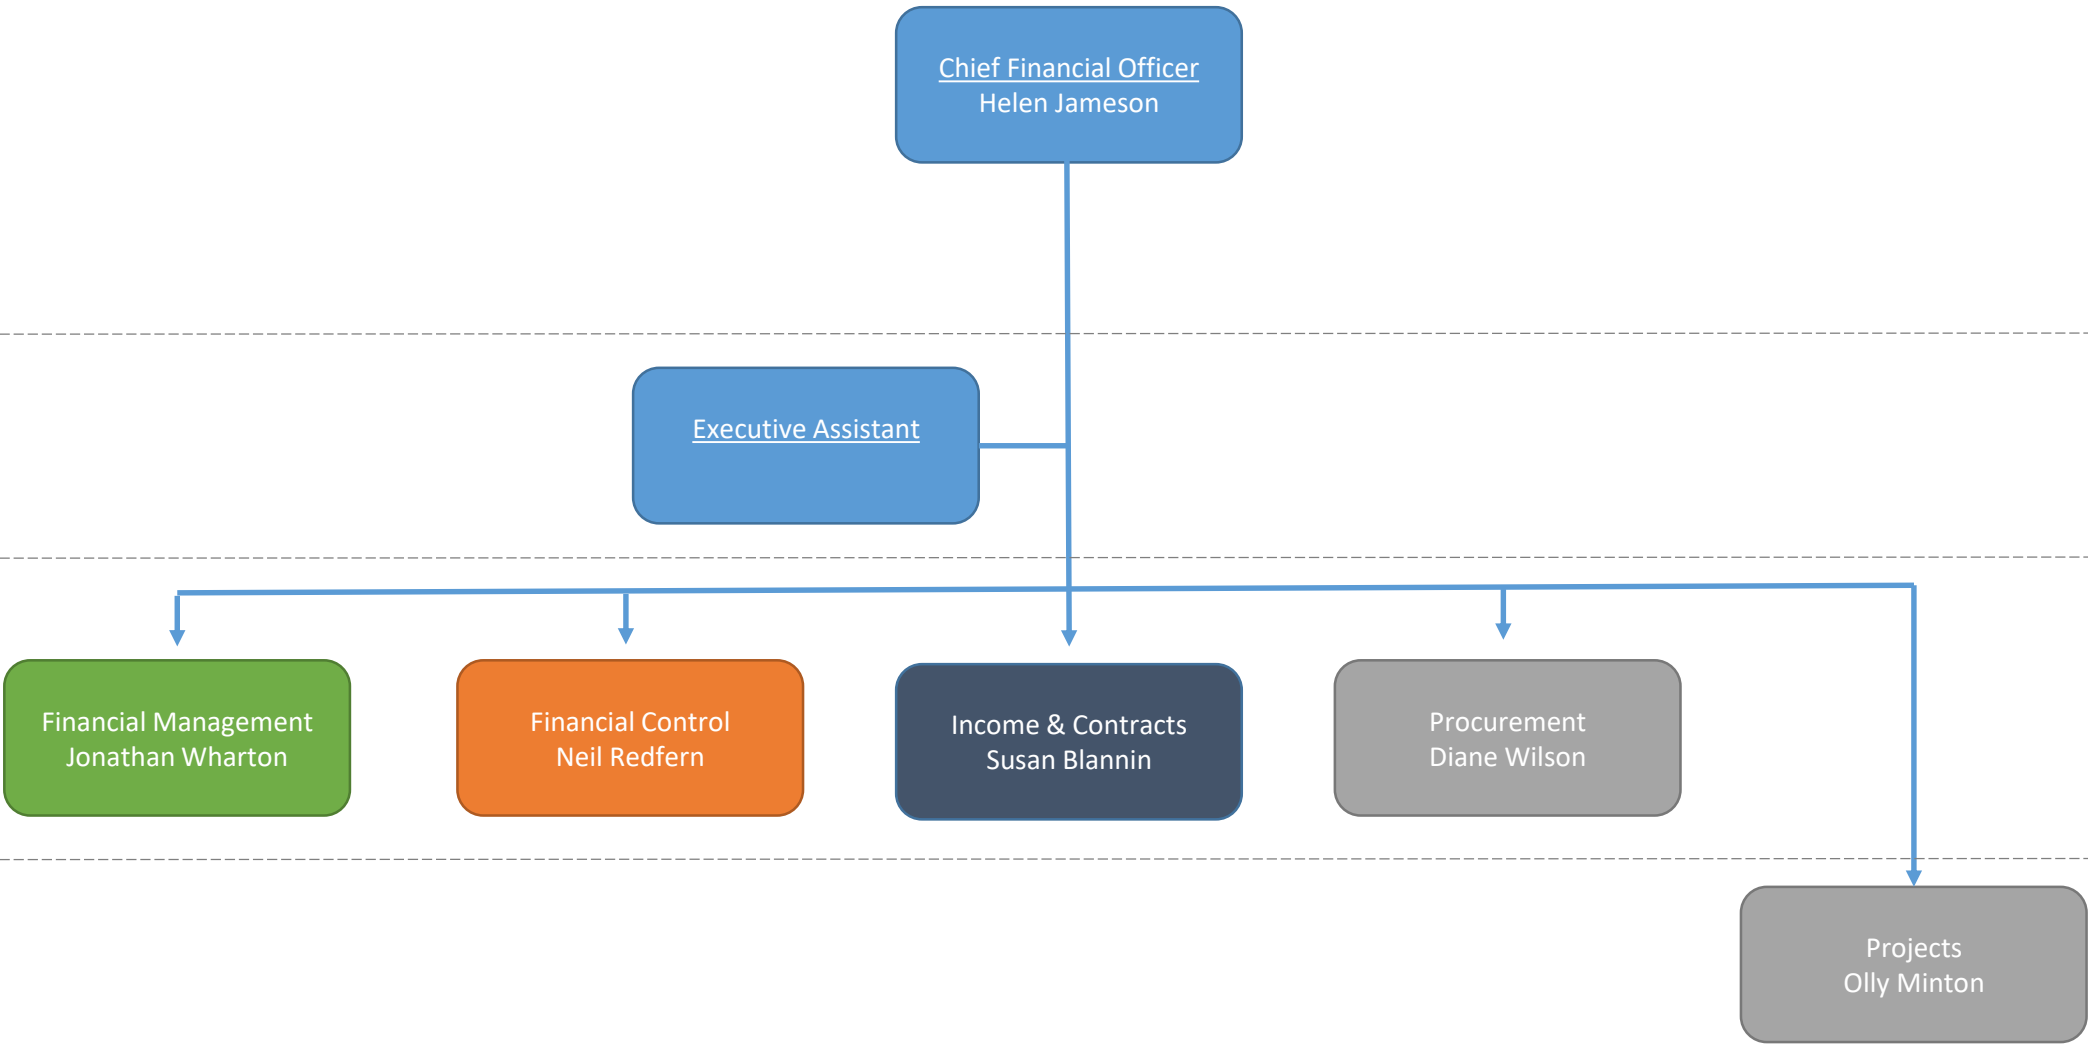 Chief Financial Officer
Helen Jameson
Executive Assistant
Financial Management
Jonathan Wharton
Financial Control
Neil Redfern
Income & Contracts
Susan Blannin
Procurement
Diane Wilson
Projects
Olly Minton